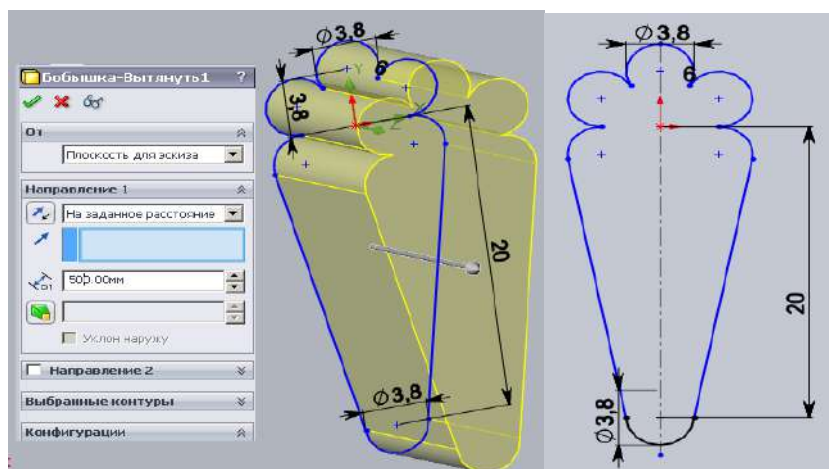 Бобышка-Вытянуть1 ?
От
Плоскость для эскиза
Направление 1
На заданное расстояние
500.00мм
Уклон наружу
Направление 2
Выбранные контуры
Конфигурации
⌀3,8
6
3,8
Y
Z
20
⌀3,8
⌀3,8
6
20
⌀3,8